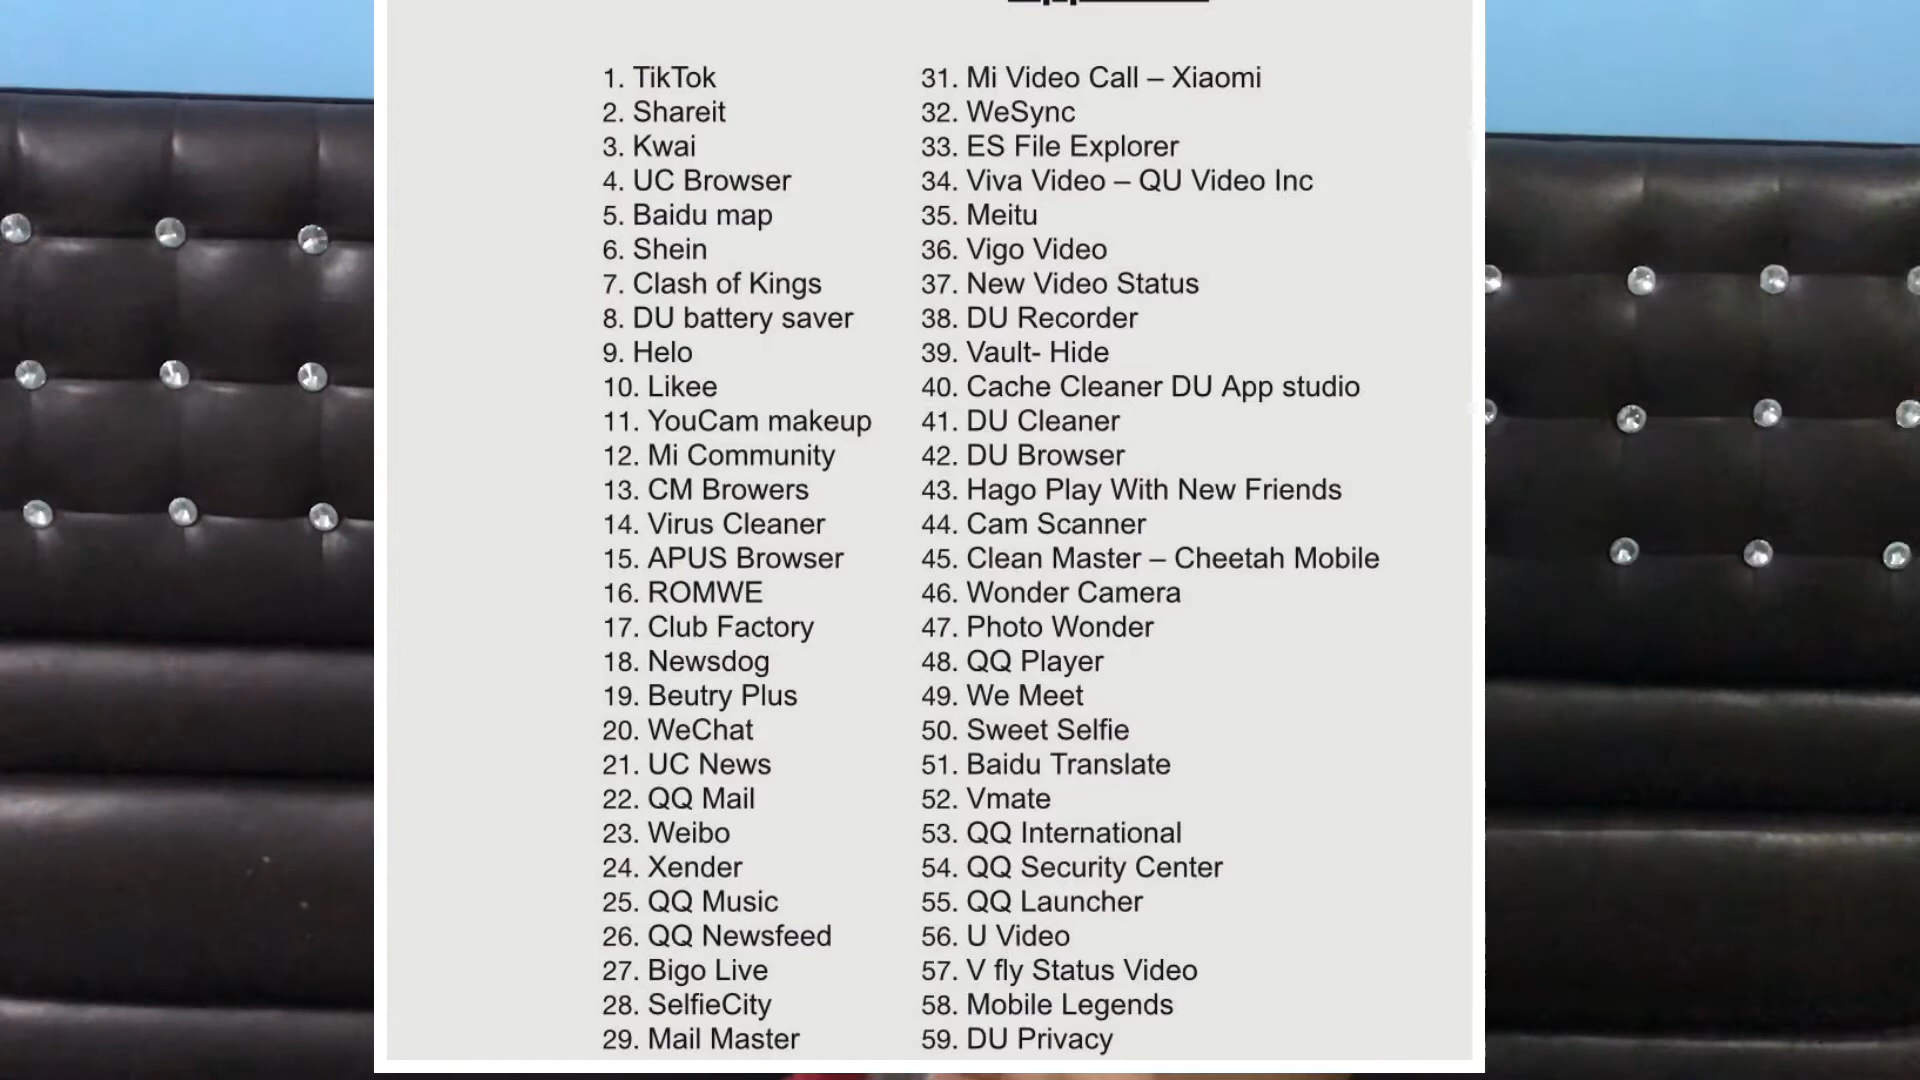 1. TikTok
2. Shareit
3. Kwai
4. UC Browser
5. Baidu map
6. Shein
7. Clash of Kings
8. DU battery saver
9. Helo
10. Likee
11. YouCam makeup
12. Mi Community
13. CM Browers
14. Virus Cleaner
15. APUS Browser
16. ROMWE
17. Club Factory
18. Newsdog
19. Beutry Plus
20. WeChat
21. UC News
22. QQ Mail
23. Weibo
24. Xender
25. QQ Music
26. QQ Newsfeed
27. Bigo Live
28. SelfieCity
29. Mail Master
31. Mi Video Call – Xiaomi
32. WeSync
33. ES File Explorer
34. Viva Video – QU Video Inc
35. Meitu
36. Vigo Video
37. New Video Status
38. DU Recorder
39. Vault- Hide
40. Cache Cleaner DU App studio
41. DU Cleaner
42. DU Browser
43. Hago Play With New Friends
44. Cam Scanner
45. Clean Master – Cheetah Mobile
46. Wonder Camera
47. Photo Wonder
48. QQ Player
49. We Meet
50. Sweet Selfie
51. Baidu Translate
52. Vmate
53. QQ International
54. QQ Security Center
55. QQ Launcher
56. U Video
57. V fly Status Video
58. Mobile Legends
59. DU Privacy